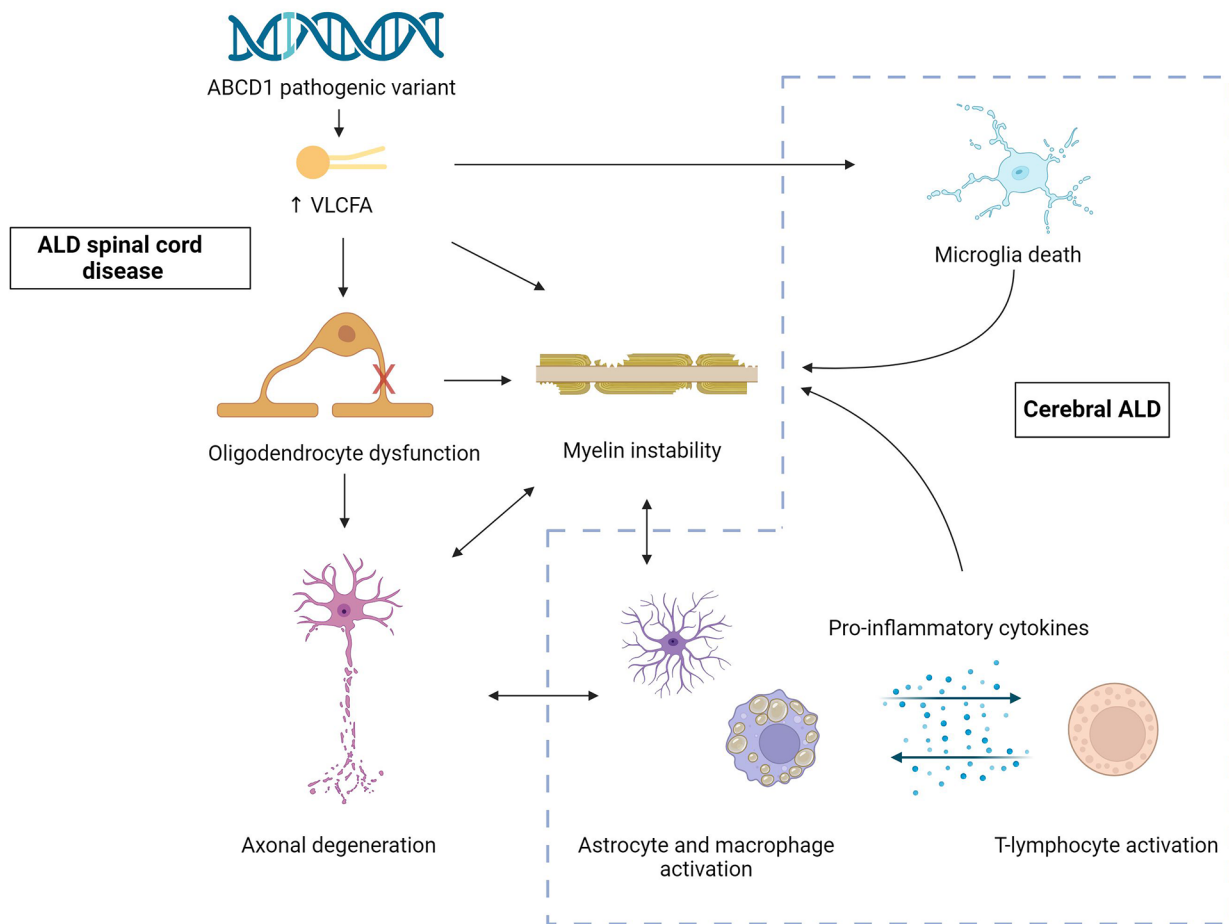 ABCD1 pathogenic variant
↑ VLCFA
ALD spinal cord
disease
Microglia death
Cerebral ALD
Oligodendrocyte dysfunction
Myelin instability
Pro-inflammatory cytokines
Axonal degeneration
Astrocyte and macrophage
activation
T-lymphocyte activation